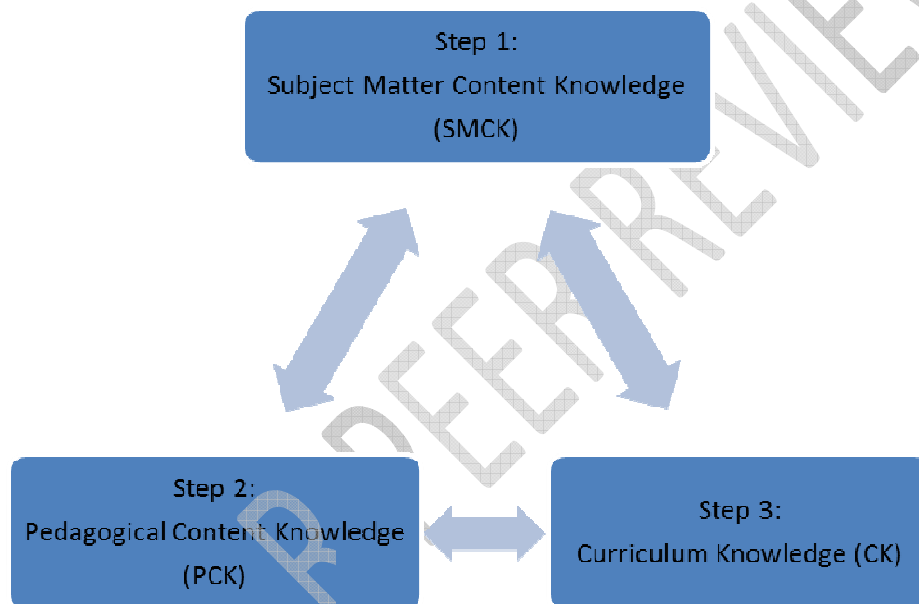 Step 1:
Subject Matter Content Knowledge
(SMCK)
Step 2:
Pedagogical Content Knowledge
(PCK)
Step 3:
Curriculum Knowledge (CK)
R PEER REVIE